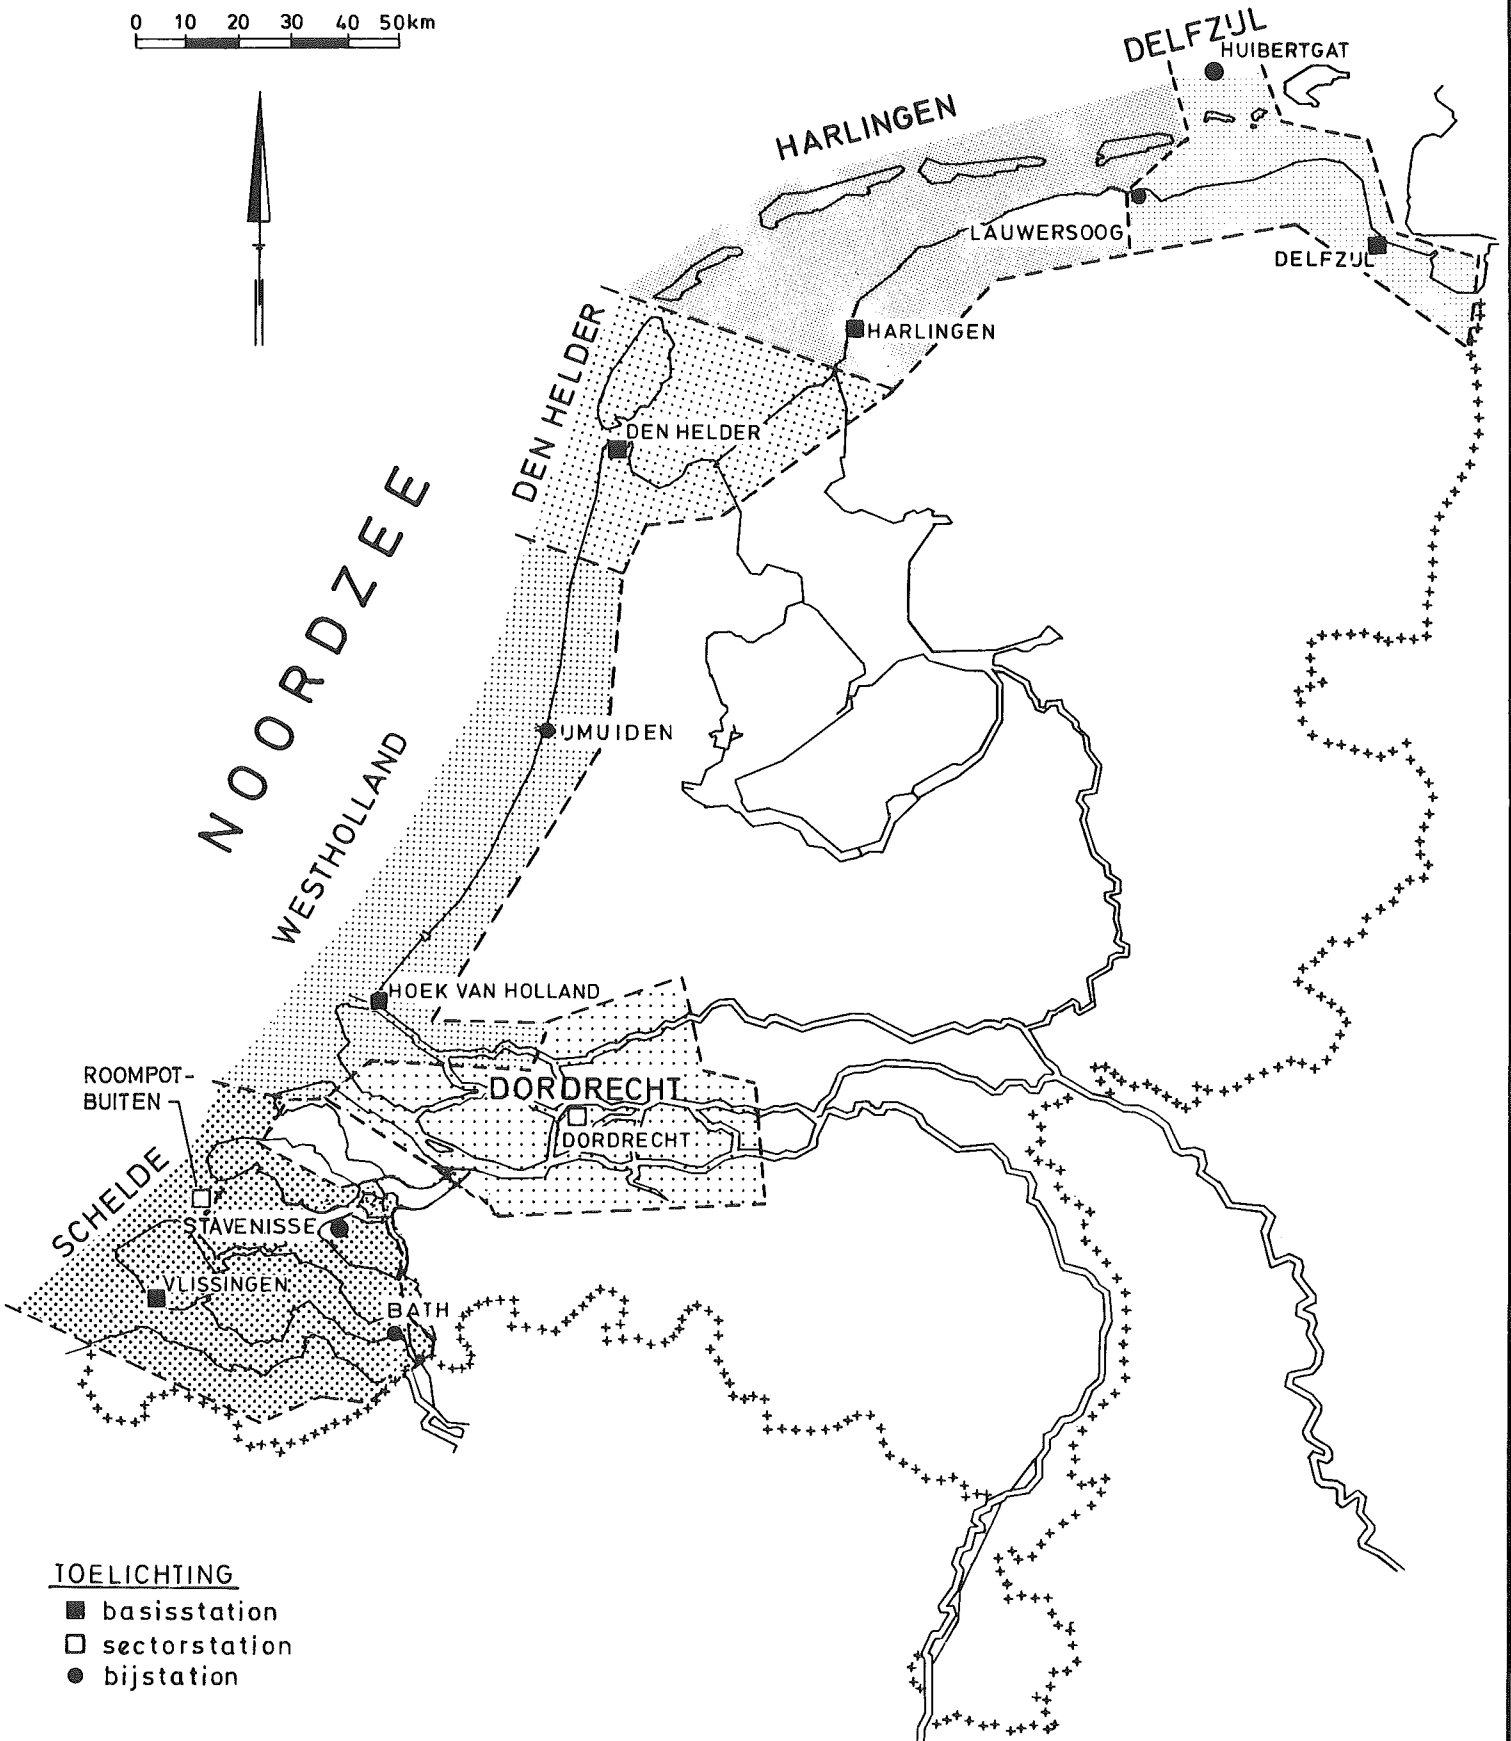 0 10 20 30 40 50km
DELFZIJL
HUIBERTGAT
HARLINGEN
LAUWERSOOG
DELFZIJL
HARLINGEN
DEN HELDER
DEN HELDER
NOORDZEE
IJMUIDEN
WESTHOLLAND
HOEK VAN HOLLAND
ROOMPOT-
BUITEN
DORDRECHT
DORDRECHT
SCHELDE
STAVENISSE
VLISSINGEN
BATH
TOELICHTING
basisstation
sectorstation
bijstation